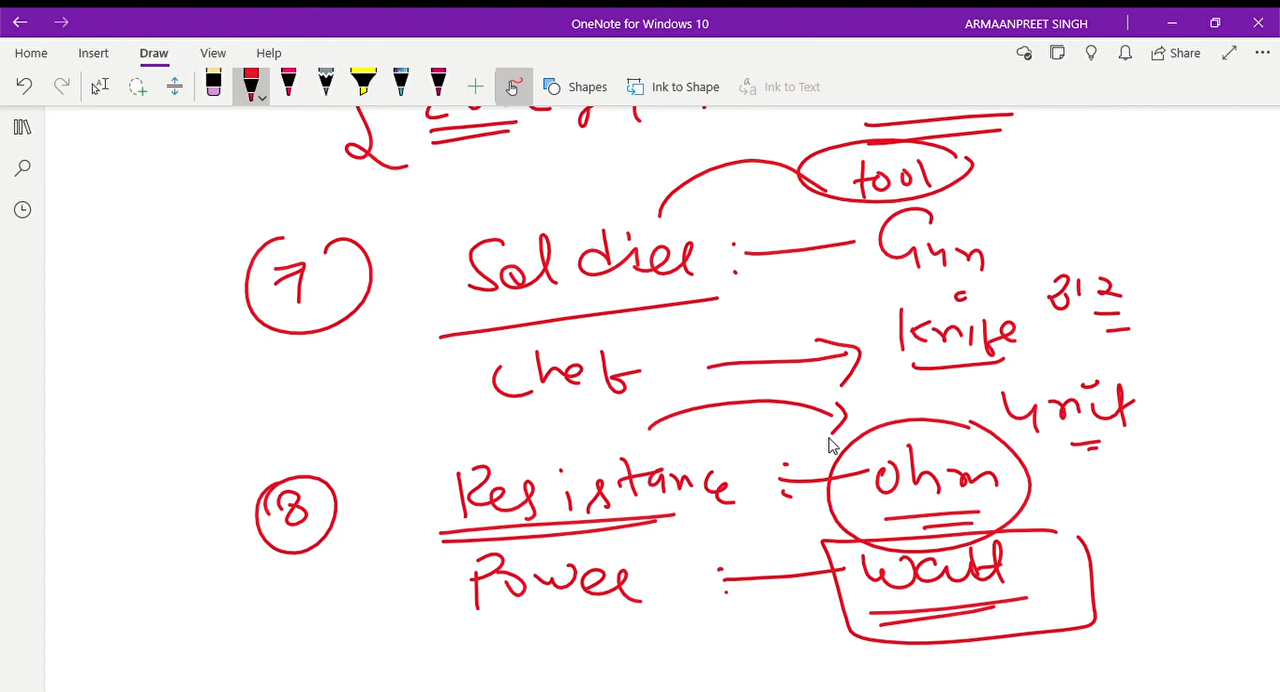 OneNote for Windows 10
ARMAANPREET SINGH
Home Insert Draw View Help
Share
Shapes
Ink to Shape
Ink to Text
tool
7 Soldier : Gun
Chef knife
unit
8 Resistance : ohm
Power : watt